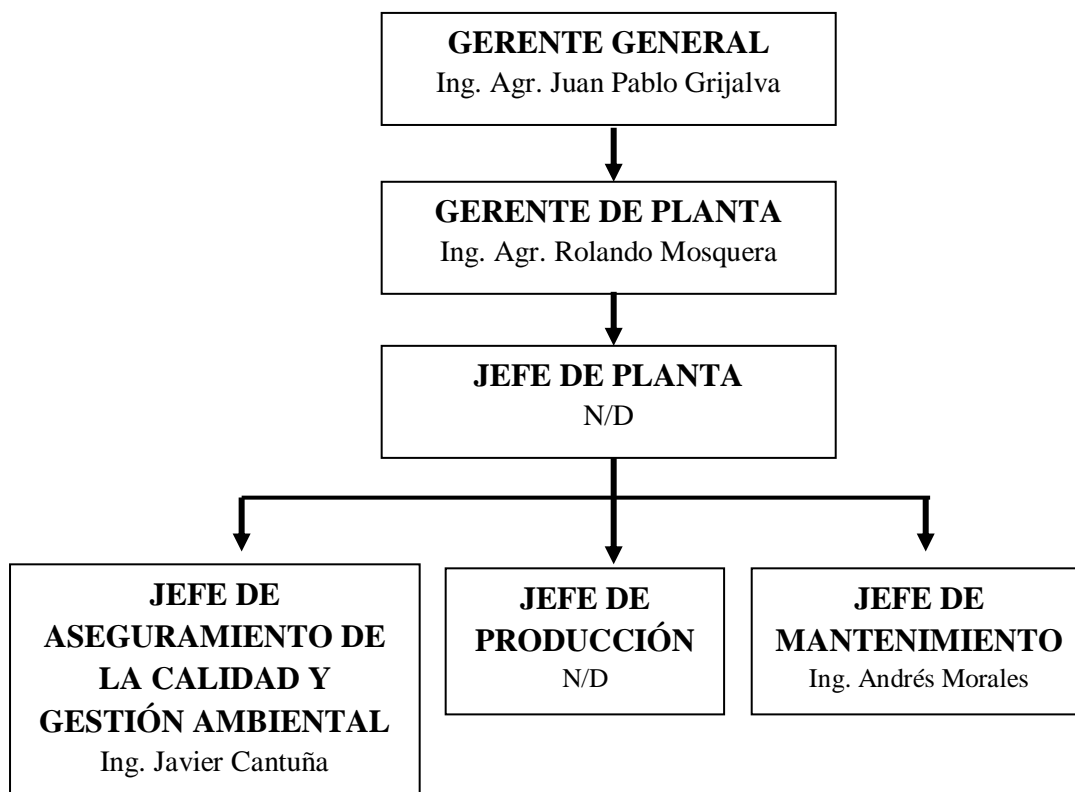 GERENTE GENERAL
Ing. Agr. Juan Pablo Grijalva
GERENTE DE PLANTA
Ing. Agr. Rolando Mosquera
JEFE DE PLANTA
N/D
JEFE DE
ASEGURAMIENTO DE
LA CALIDAD Y
GESTIÓN AMBIENTAL
Ing. Javier Cantuña
JEFE DE
PRODUCCIÓN
N/D
JEFE DE
MANTENIMIENTO
Ing. Andrés Morales